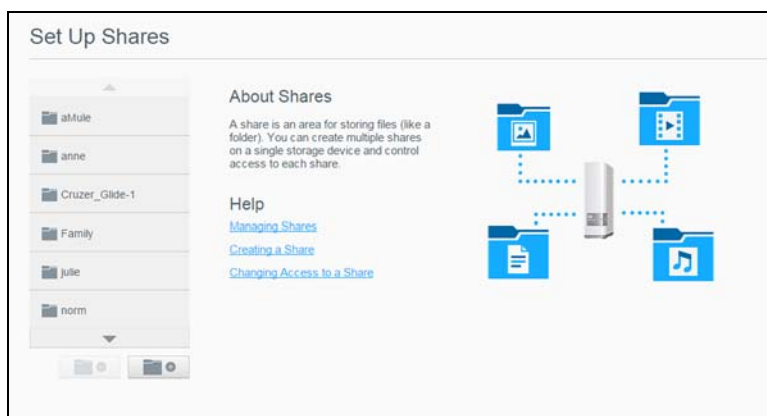 Set Up Shares
aMule
anne
Cruzer_Glide-1
Family
julie
norm
About Shares
A share is an area for storing files (like a
folder). You can create multiple shares
on a single storage device and control
access to each share.
Help
Managing Shares
Creating a Share
Changing Access to a Share